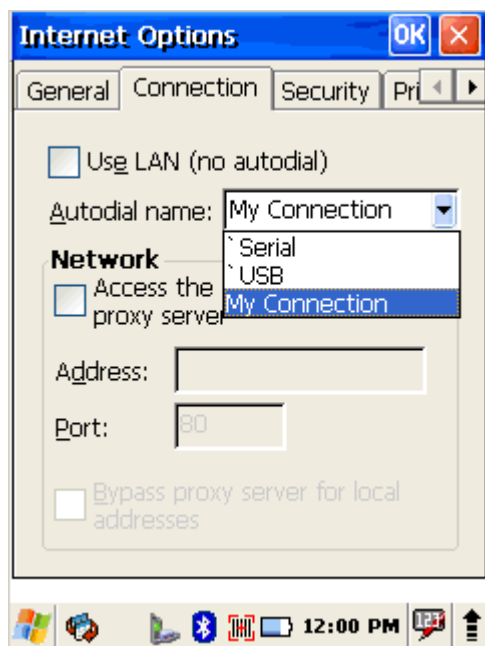 Internet Options OK
General Connection Security Pri
Use LAN (no autodial)
Autodial name: My Connection
`Serial
`USB
My Connection
Network
Access the
proxy server
Address:
Port: 80
Bypass proxy server for local
addresses
12:00 PM 123